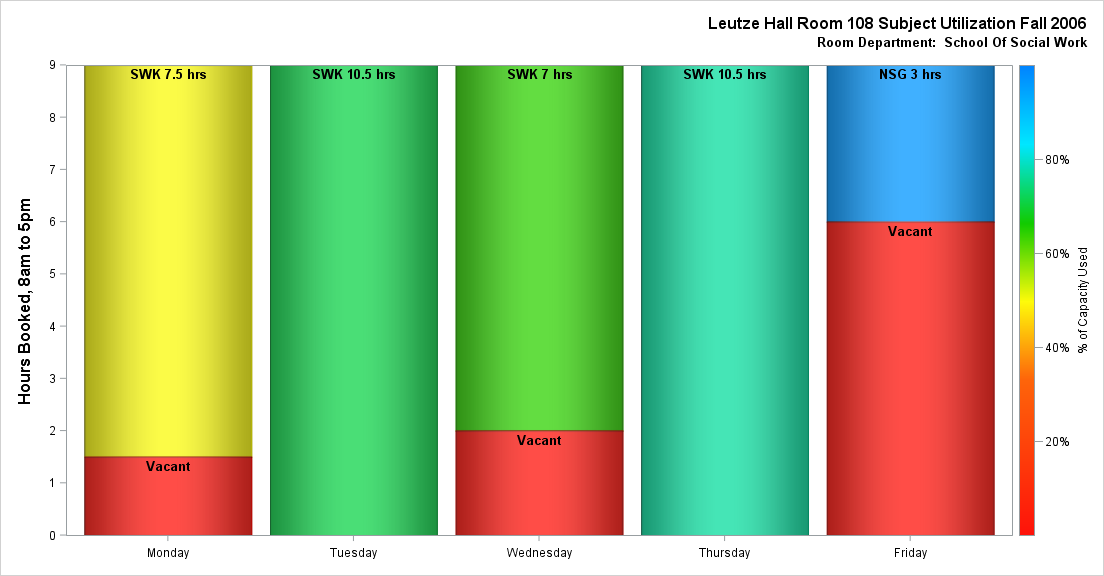 Leutze Hall Room 108 Subject Utilization Fall 2006
Room Department: School Of Social Work
Hours Booked, 8am to 5pm
9
8
7
6
5
4
3
2
1
0
SWK 7.5 hrs
Vacant
SWK 10.5 hrs
SWK 7 hrs
Vacant
SWK 10.5 hrs
NSG 3 hrs
Vacant
Monday
Tuesday
Wednesday
Thursday
Friday
80%
60%
40%
20%
% of Capacity Used